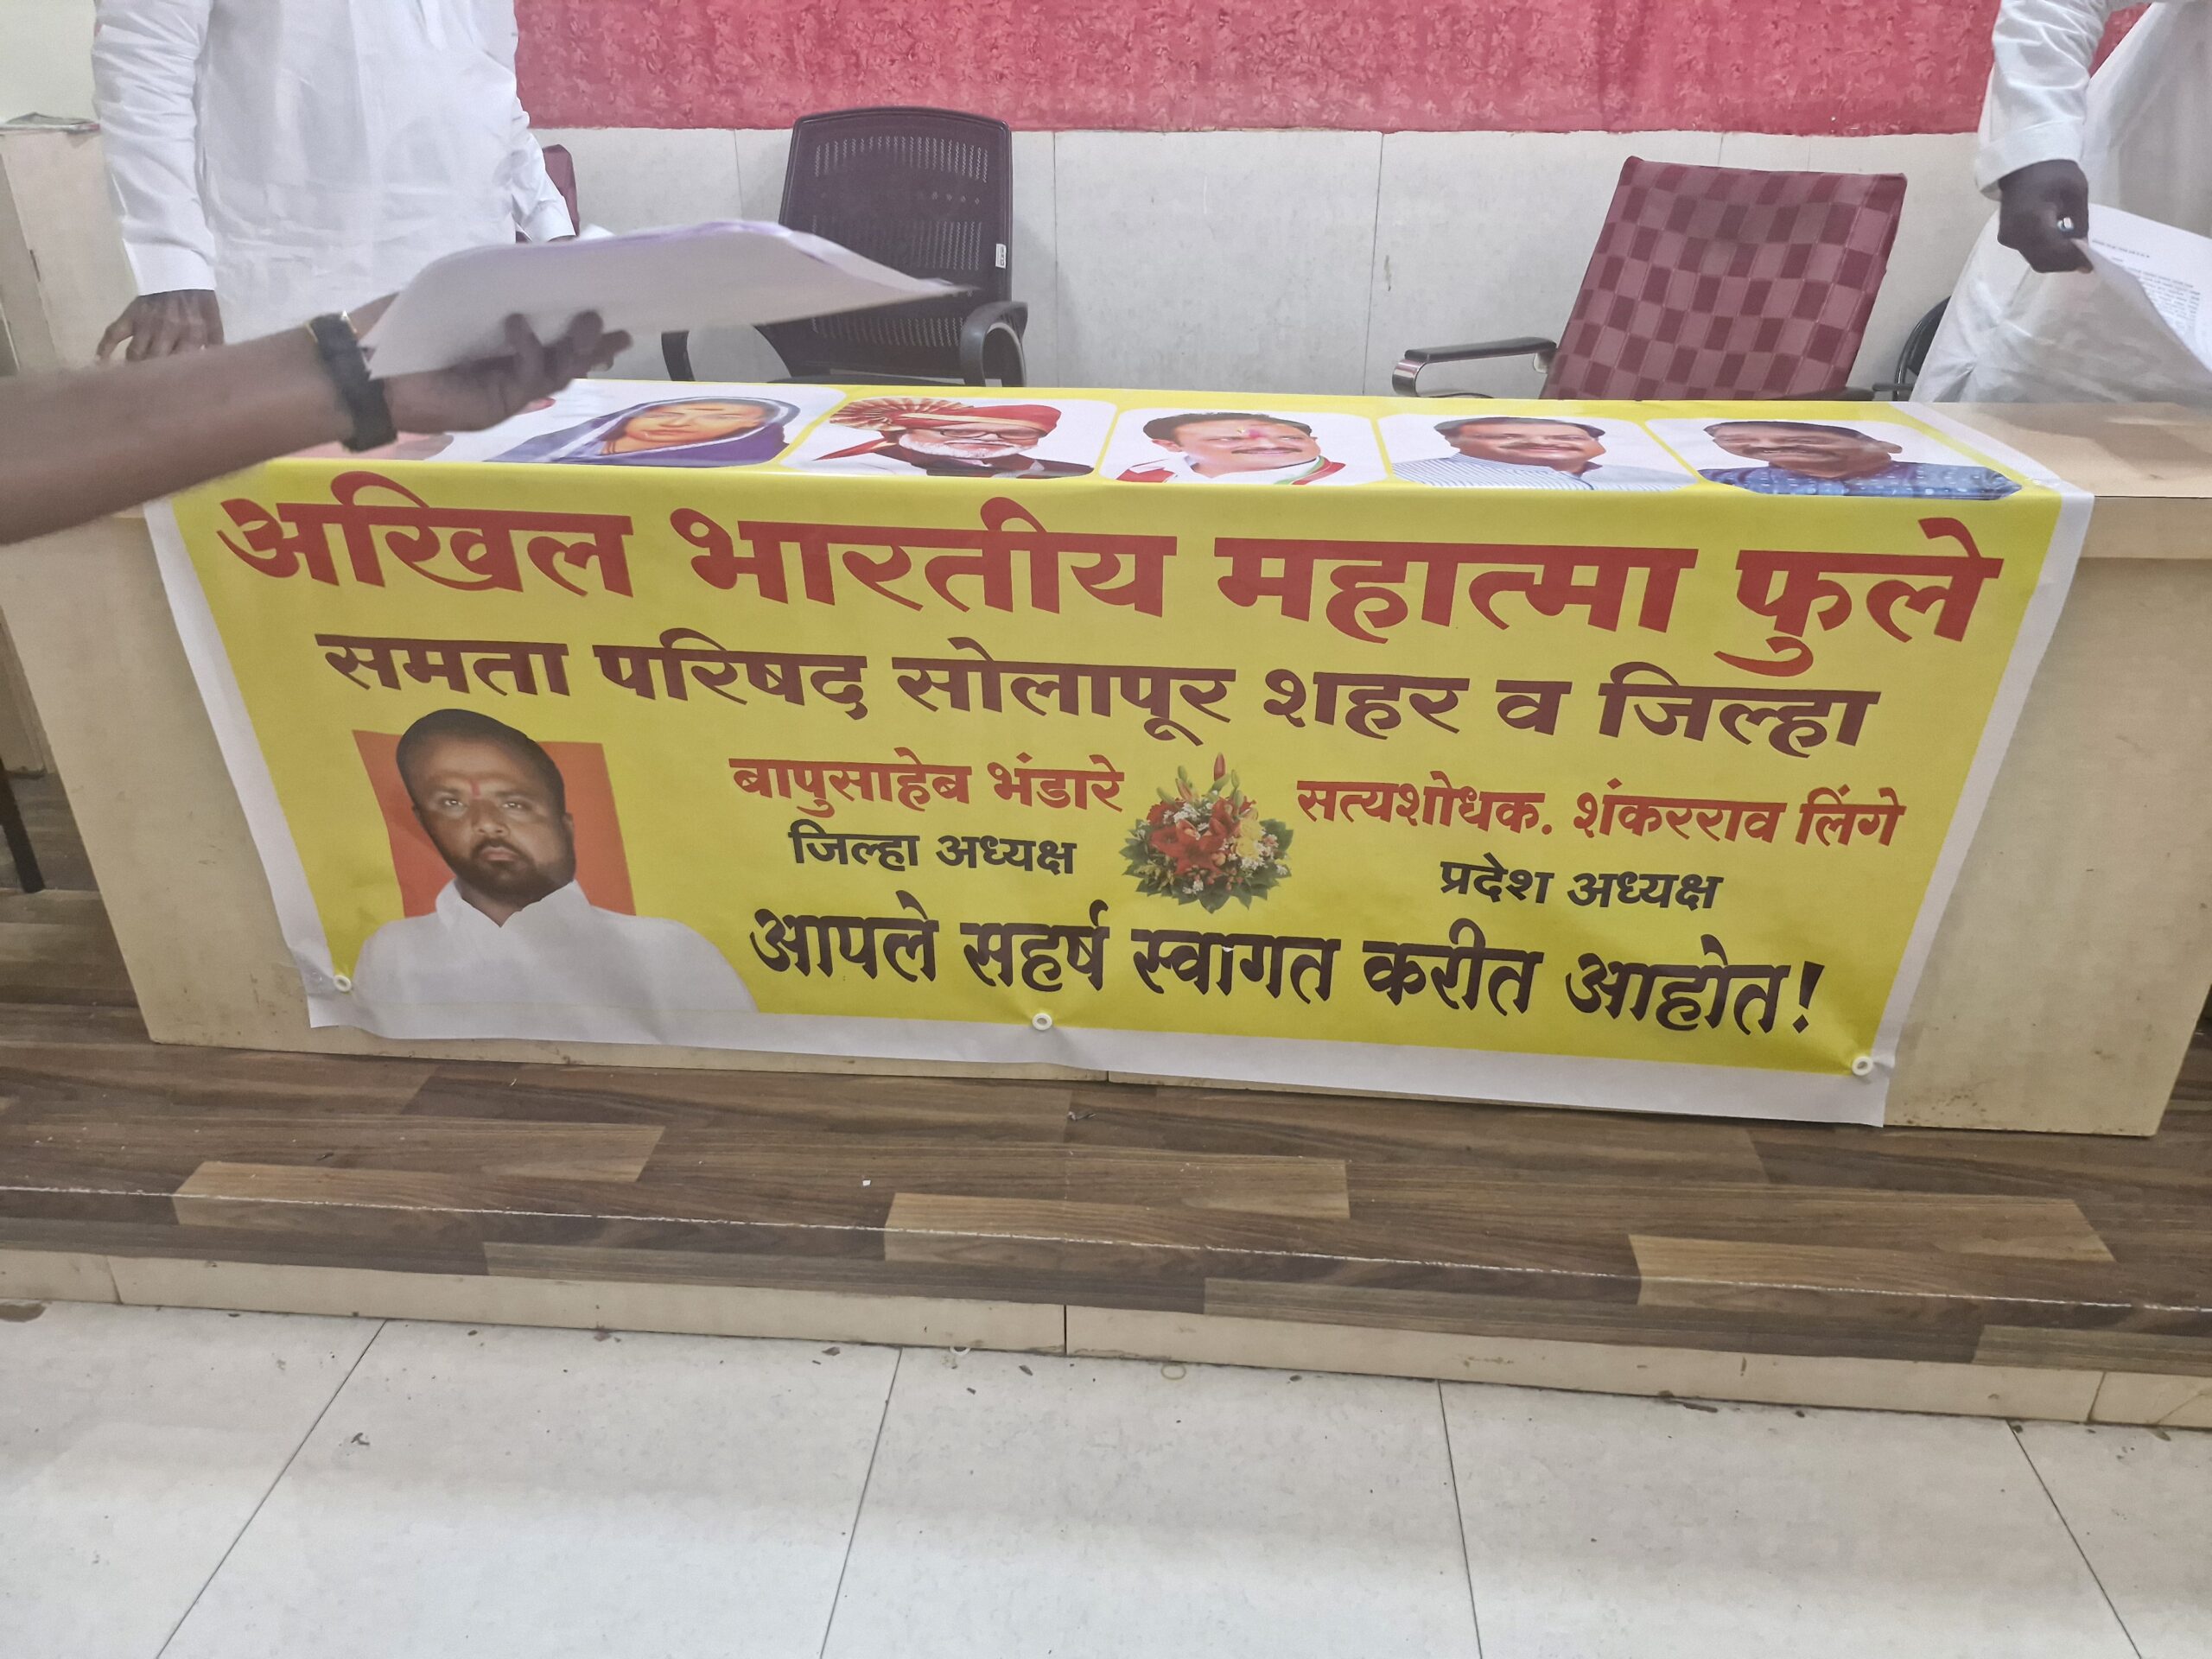 अखिल भारतीय महात्मा फुले
समता परिषद सोलापूर शहर व जिल्हा
बापुसाहेब भंडारे
जिल्हा अध्यक्ष
सत्यशोधक. शंकरराव लिंगे
प्रदेश अध्यक्ष
आपले सहर्ष स्वागत करीत आहोत!